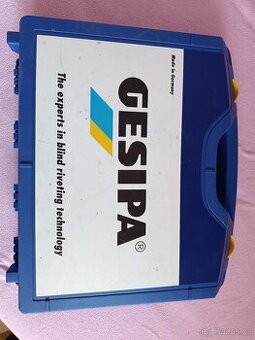 Made in Germany
GESIPA®
The experts in blind riveting technology